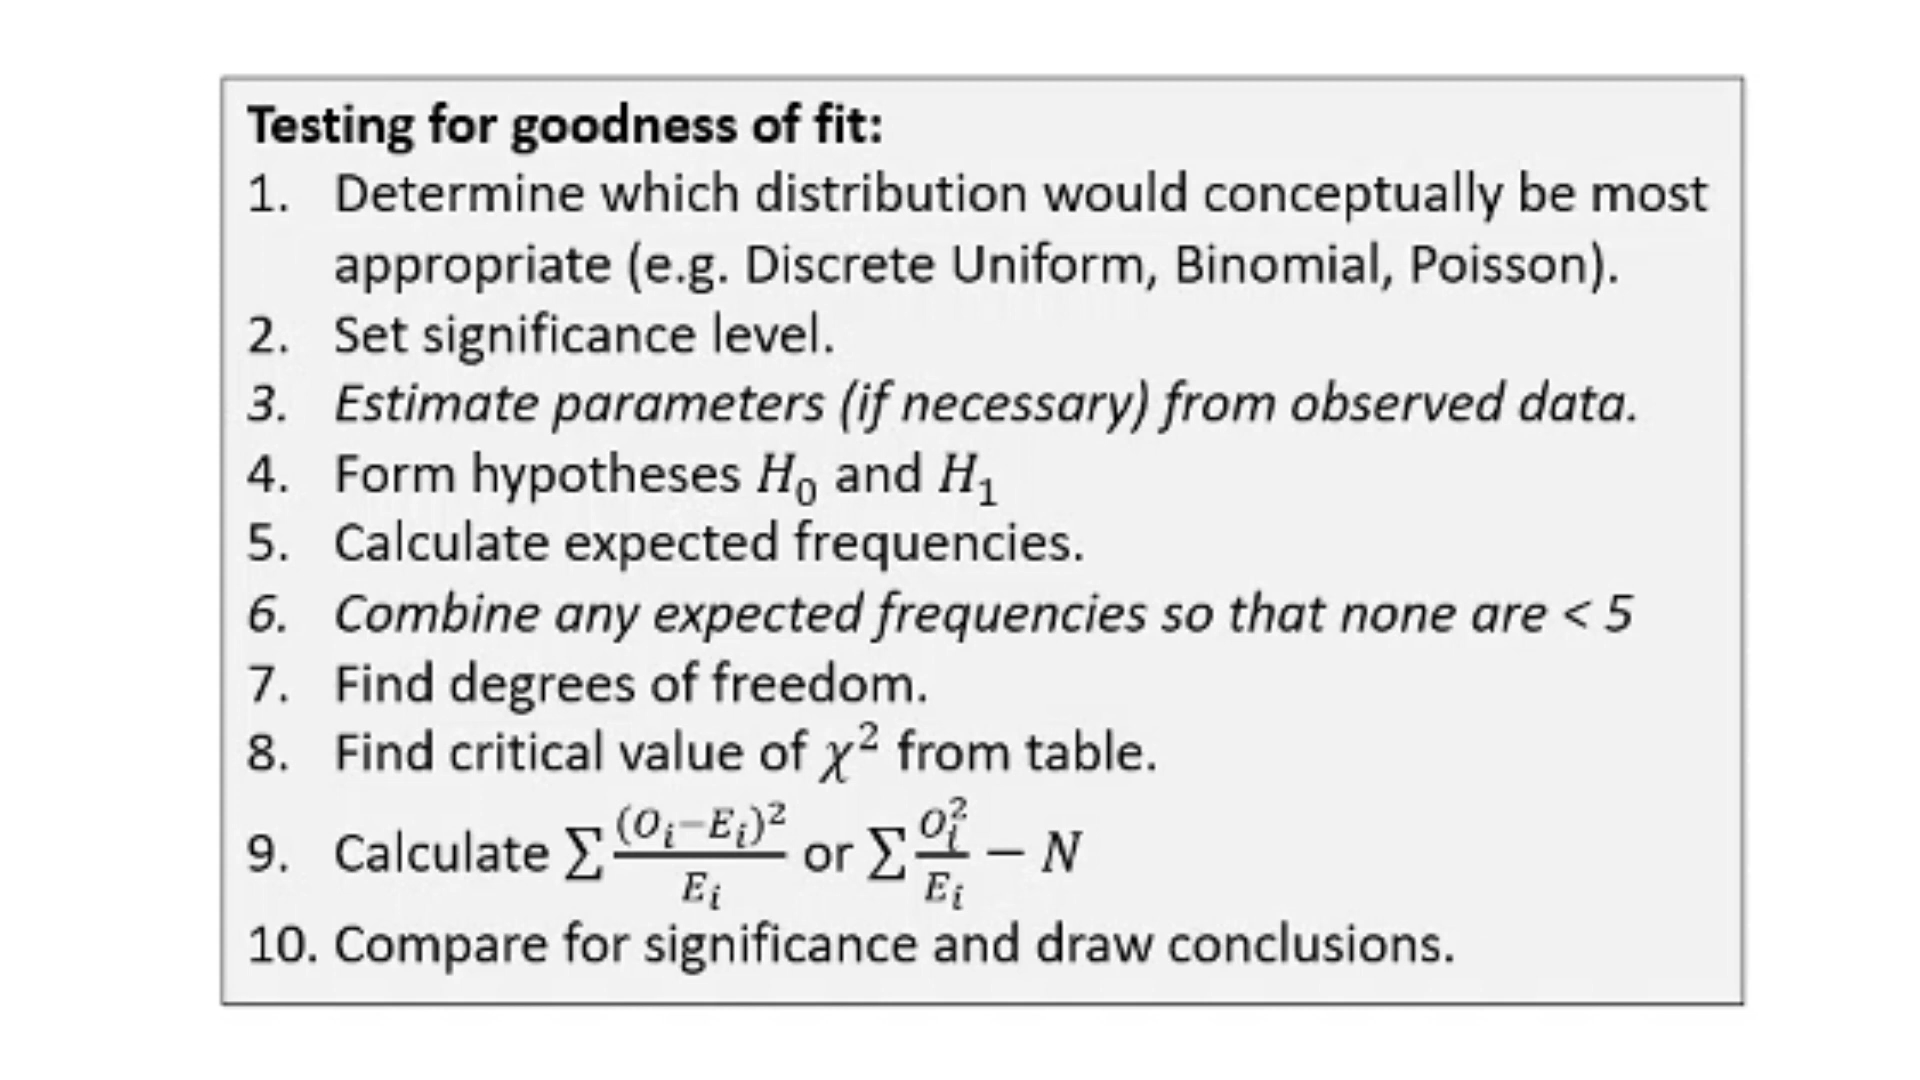 Testing for goodness of fit:
1. Determine which distribution would conceptually be most
appropriate (e.g. Discrete Uniform, Binomial, Poisson).
2. Set significance level.
3. Estimate parameters (if necessary) from observed data.
4. Form hypotheses H₀ and H₁
5. Calculate expected frequencies.
6. Combine any expected frequencies so that none are < 5
7. Find degrees of freedom.
8. Find critical value of χ² from table.
9. Calculate ∑ (Oᵢ−Eᵢ)²/Eᵢ or ∑ Oᵢ²/Eᵢ − N
10. Compare for significance and draw conclusions.